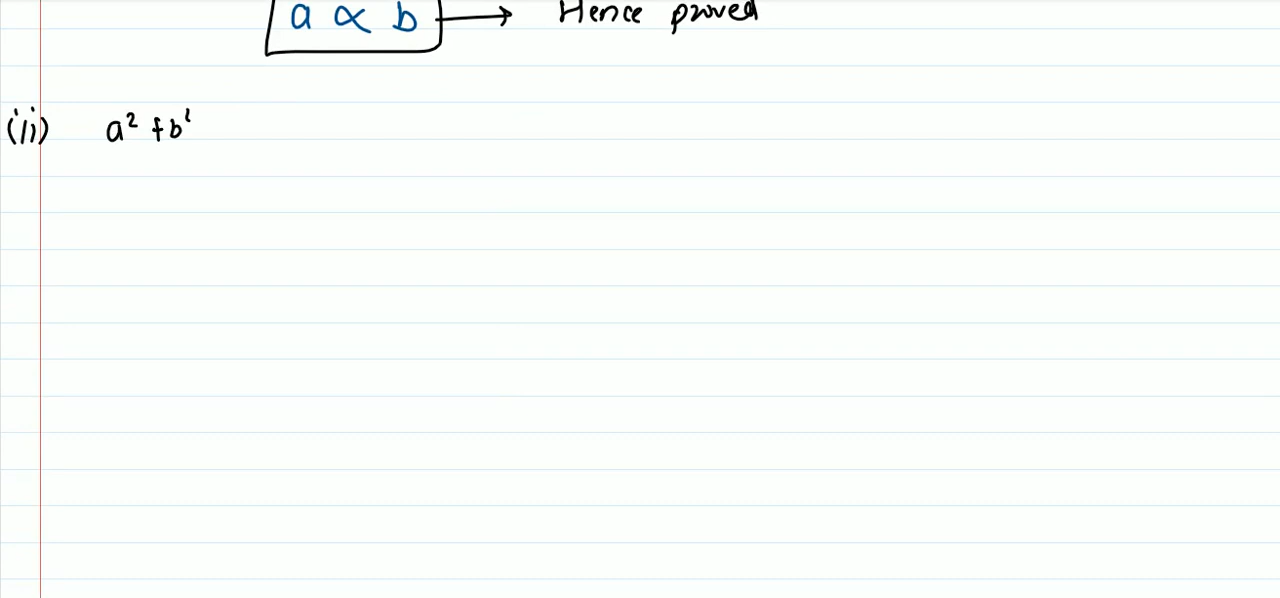 a ∝ b → Hence proved
(ii) a² + b²